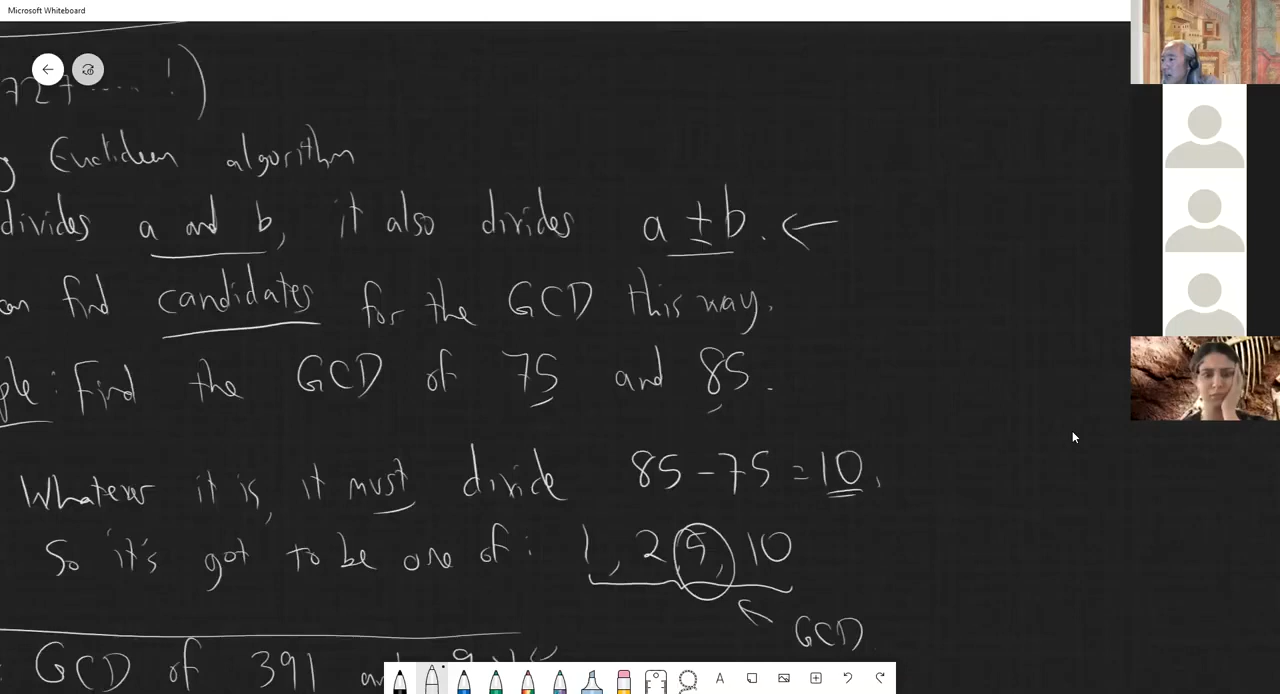 Microsoft Whiteboard
727.....!)
Euclidean algorithm
divides a and b, it also divides a ± b. ←
can find candidates for the GCD this way.
ple: Find the GCD of 75 and 85.
Whatever it is, it must divide 85 - 75 = 10.
So it's got to be one of: 1, 2, 5, 10
GCD
GCD of 391